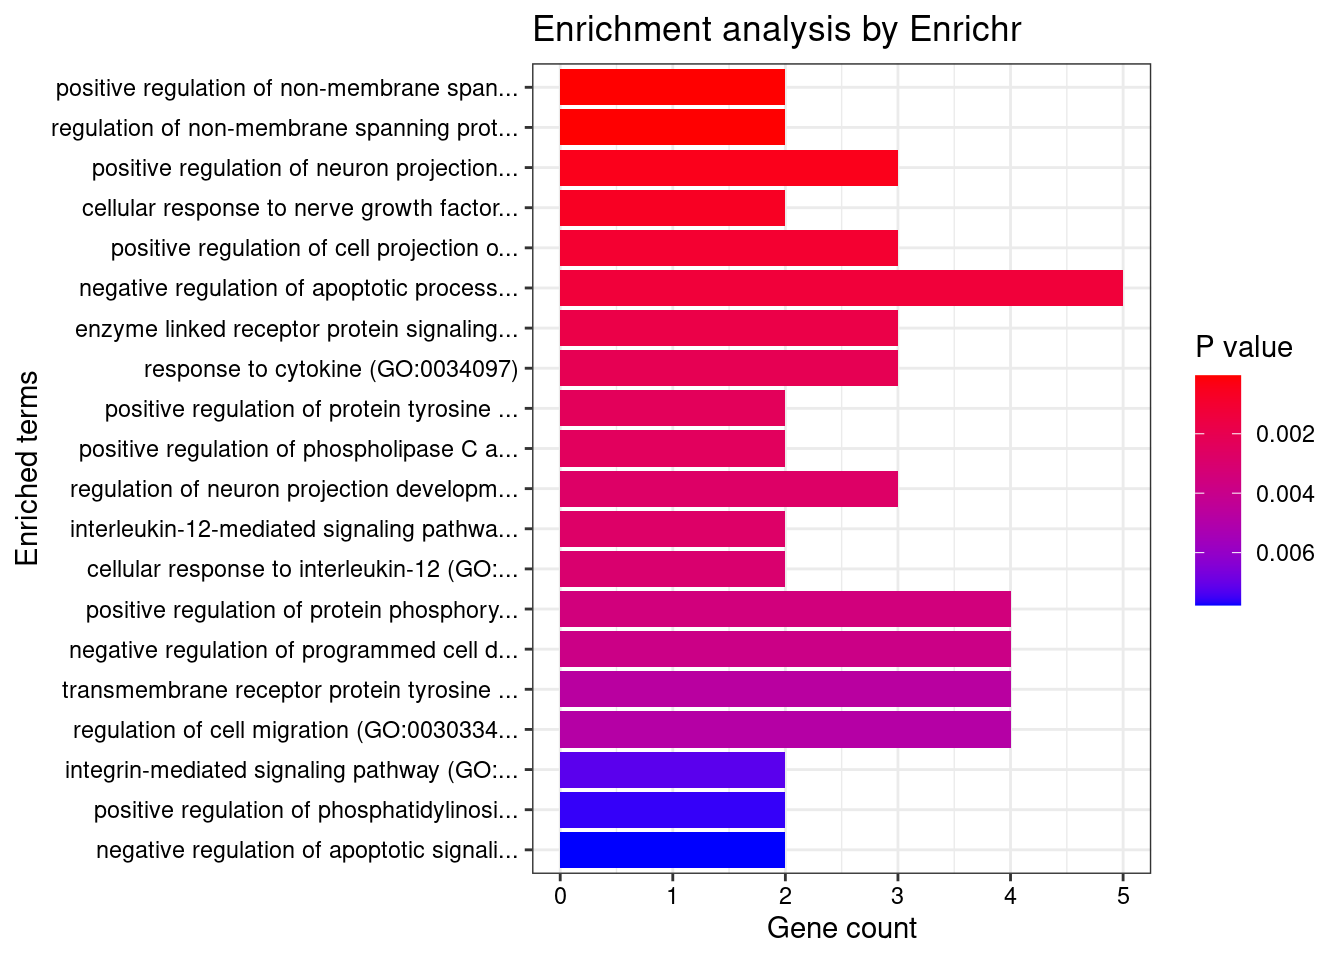 Enrichment analysis by Enrichr
positive regulation of non-membrane span...
regulation of non-membrane spanning prot...
positive regulation of neuron projection...
cellular response to nerve growth factor...
positive regulation of cell projection o...
negative regulation of apoptotic process...
enzyme linked receptor protein signaling...
response to cytokine (GO:0034097)
positive regulation of protein tyrosine ...
positive regulation of phospholipase C a...
regulation of neuron projection developm...
interleukin-12-mediated signaling pathwa...
cellular response to interleukin-12 (GO:...
positive regulation of protein phosphory...
negative regulation of programmed cell d...
transmembrane receptor protein tyrosine ...
regulation of cell migration (GO:0030334...
integrin-mediated signaling pathway (GO:...
positive regulation of phosphatidylinosi...
negative regulation of apoptotic signali...
Enriched terms
0 1 2 3 4 5
Gene count
P value
0.002
0.004
0.006